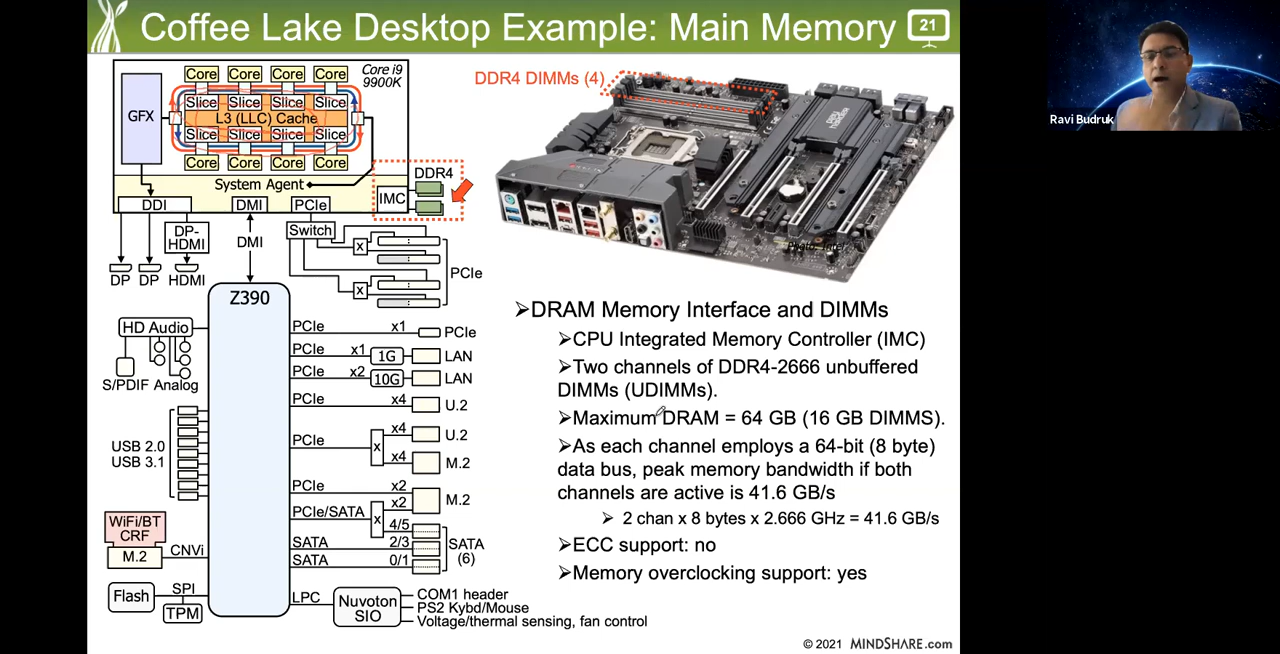 Coffee Lake Desktop Example: Main Memory
21
Core Core Core Core
Core i9
9900K
GFX
Slice Slice Slice Slice
L3 (LLC) Cache
Slice Slice Slice Slice
Core Core Core Core
System Agent
DDR4
IMC
DDI
DMI
PCIe
DP-
HDMI
DMI
Switch
x
x
PCIe
DP
DP
HDMI
Z390
HD Audio
S/PDIF Analog
USB 2.0
USB 3.1
WiFi/BT
CRF
M.2
CNVi
Flash
SPI
TPM
PCIe x1 PCIe
PCIe x1 1G LAN
PCIe x2 10G LAN
PCIe x4 U.2
PCIe x x4 U.2
x4 M.2
PCIe x2 M.2
PCIe/SATA x x2
4/5
SATA 2/3 SATA
(6)
SATA 0/1
LPC
Nuvoton
SIO
COM1 header
PS2 Kybd/Mouse
Voltage/thermal sensing, fan control
DDR4 DIMMs (4)
Photo: Intel
➢DRAM Memory Interface and DIMMs
➢CPU Integrated Memory Controller (IMC)
➢Two channels of DDR4-2666 unbuffered
DIMMs (UDIMMs).
➢Maximum DRAM = 64 GB (16 GB DIMMS).
➢As each channel employs a 64-bit (8 byte)
data bus, peak memory bandwidth if both
channels are active is 41.6 GB/s
➢ 2 chan x 8 bytes x 2.666 GHz = 41.6 GB/s
➢ECC support: no
➢Memory overclocking support: yes
© 2021 MINDSHARE.com
Ravi Budruk